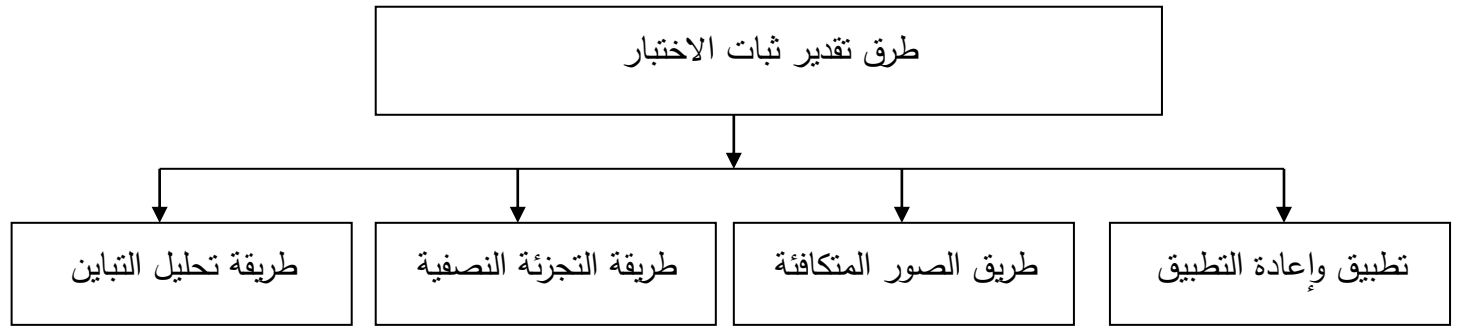 طرق تقدير ثبات الاختبار
تطبيق وإعادة التطبيق
طريق الصور المتكافئة
طريقة التجزئة النصفية
طريقة تحليل التباين